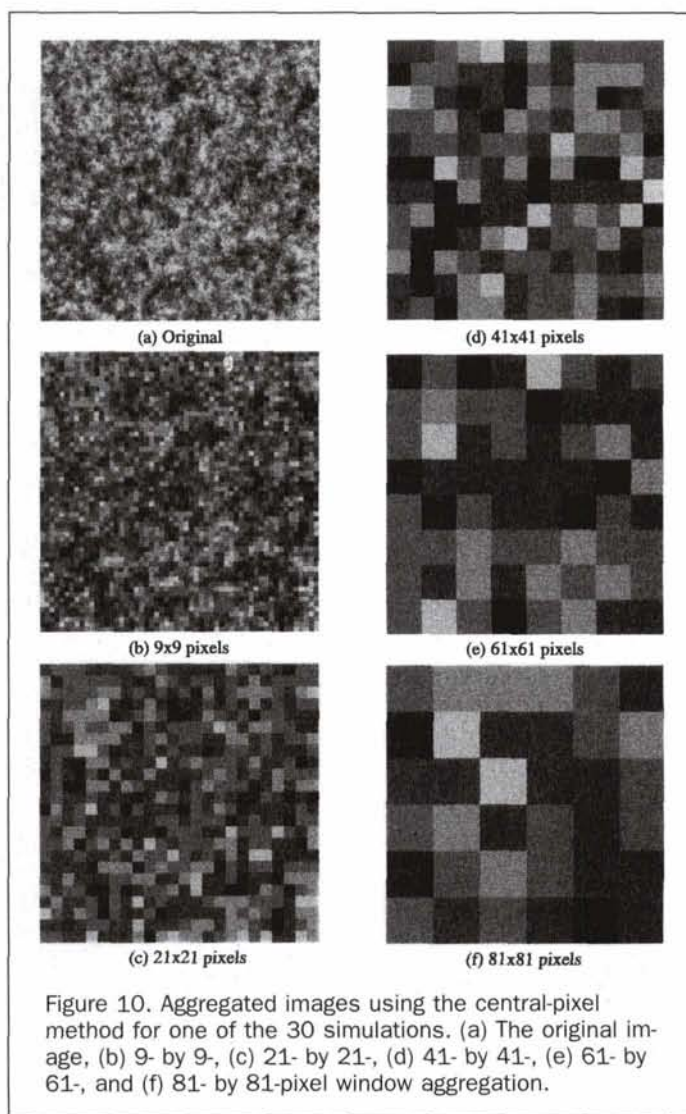 (a) Original
(d) 41x41 pixels
(b) 9x9 pixels
(e) 61x61 pixels
(c) 21x21 pixels
(f) 81x81 pixels
Figure 10. Aggregated images using the central-pixel
method for one of the 30 simulations. (a) The original im-
age, (b) 9- by 9-, (c) 21- by 21-, (d) 41- by 41-, (e) 61- by
61-, and (f) 81- by 81-pixel window aggregation.